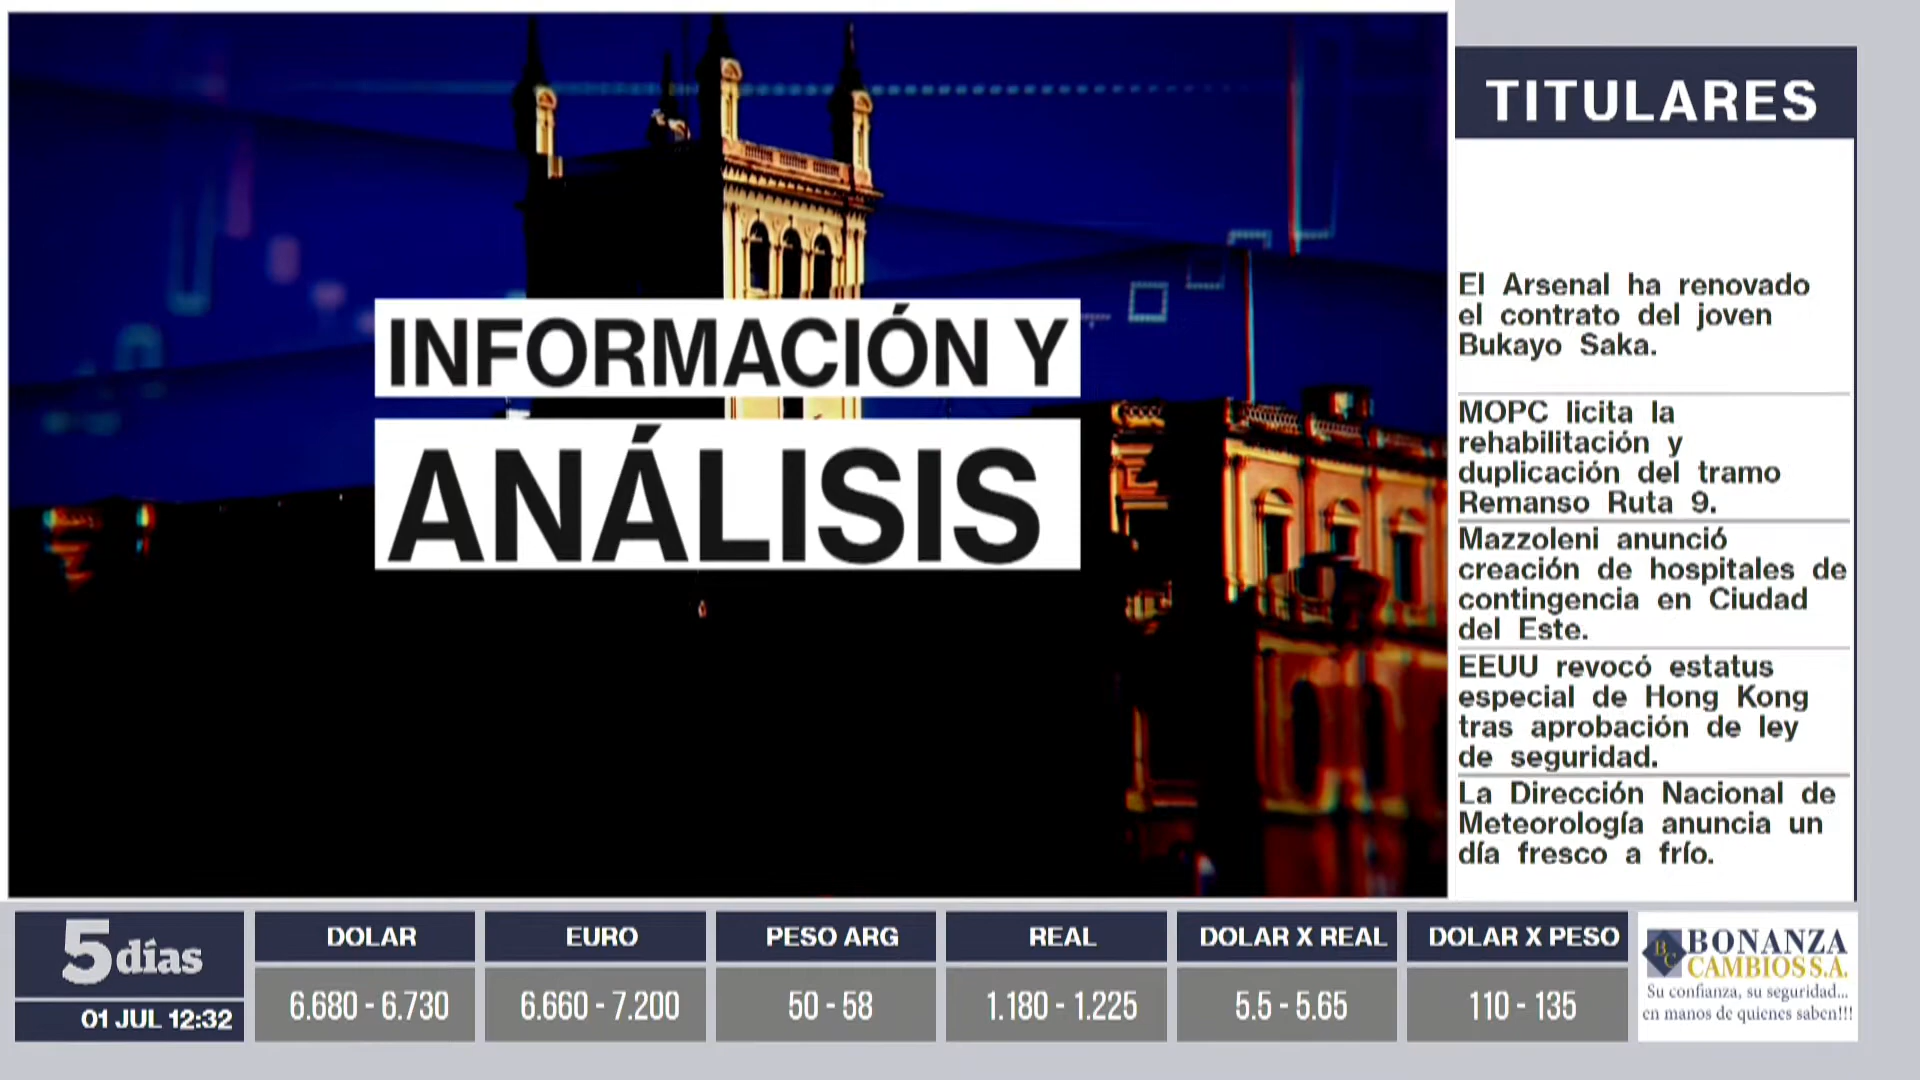 INFORMACIÓN Y
ANÁLISIS
TITULARES
El Arsenal ha renovado
el contrato del joven
Bukayo Saka.
MOPC licita la
rehabilitación y
duplicación del tramo
Remanso Ruta 9.
Mazzoleni anunció
creación de hospitales de
contingencia en Ciudad
del Este.
EEUU revocó estatus
especial de Hong Kong
tras aprobación de ley
de seguridad.
La Dirección Nacional de
Meteorología anuncia un
día fresco a frío.
5días
01 JUL 12:32
DOLAR
6.680 - 6.730
EURO
6.660 - 7.200
PESO ARG
50 - 58
REAL
1.180 - 1.225
DOLAR X REAL
5.5 - 5.65
DOLAR X PESO
110 - 135
BC
BONANZA
CAMBIOS S.A.
Su confianza, su seguridad...
en manos de quienes saben!!!